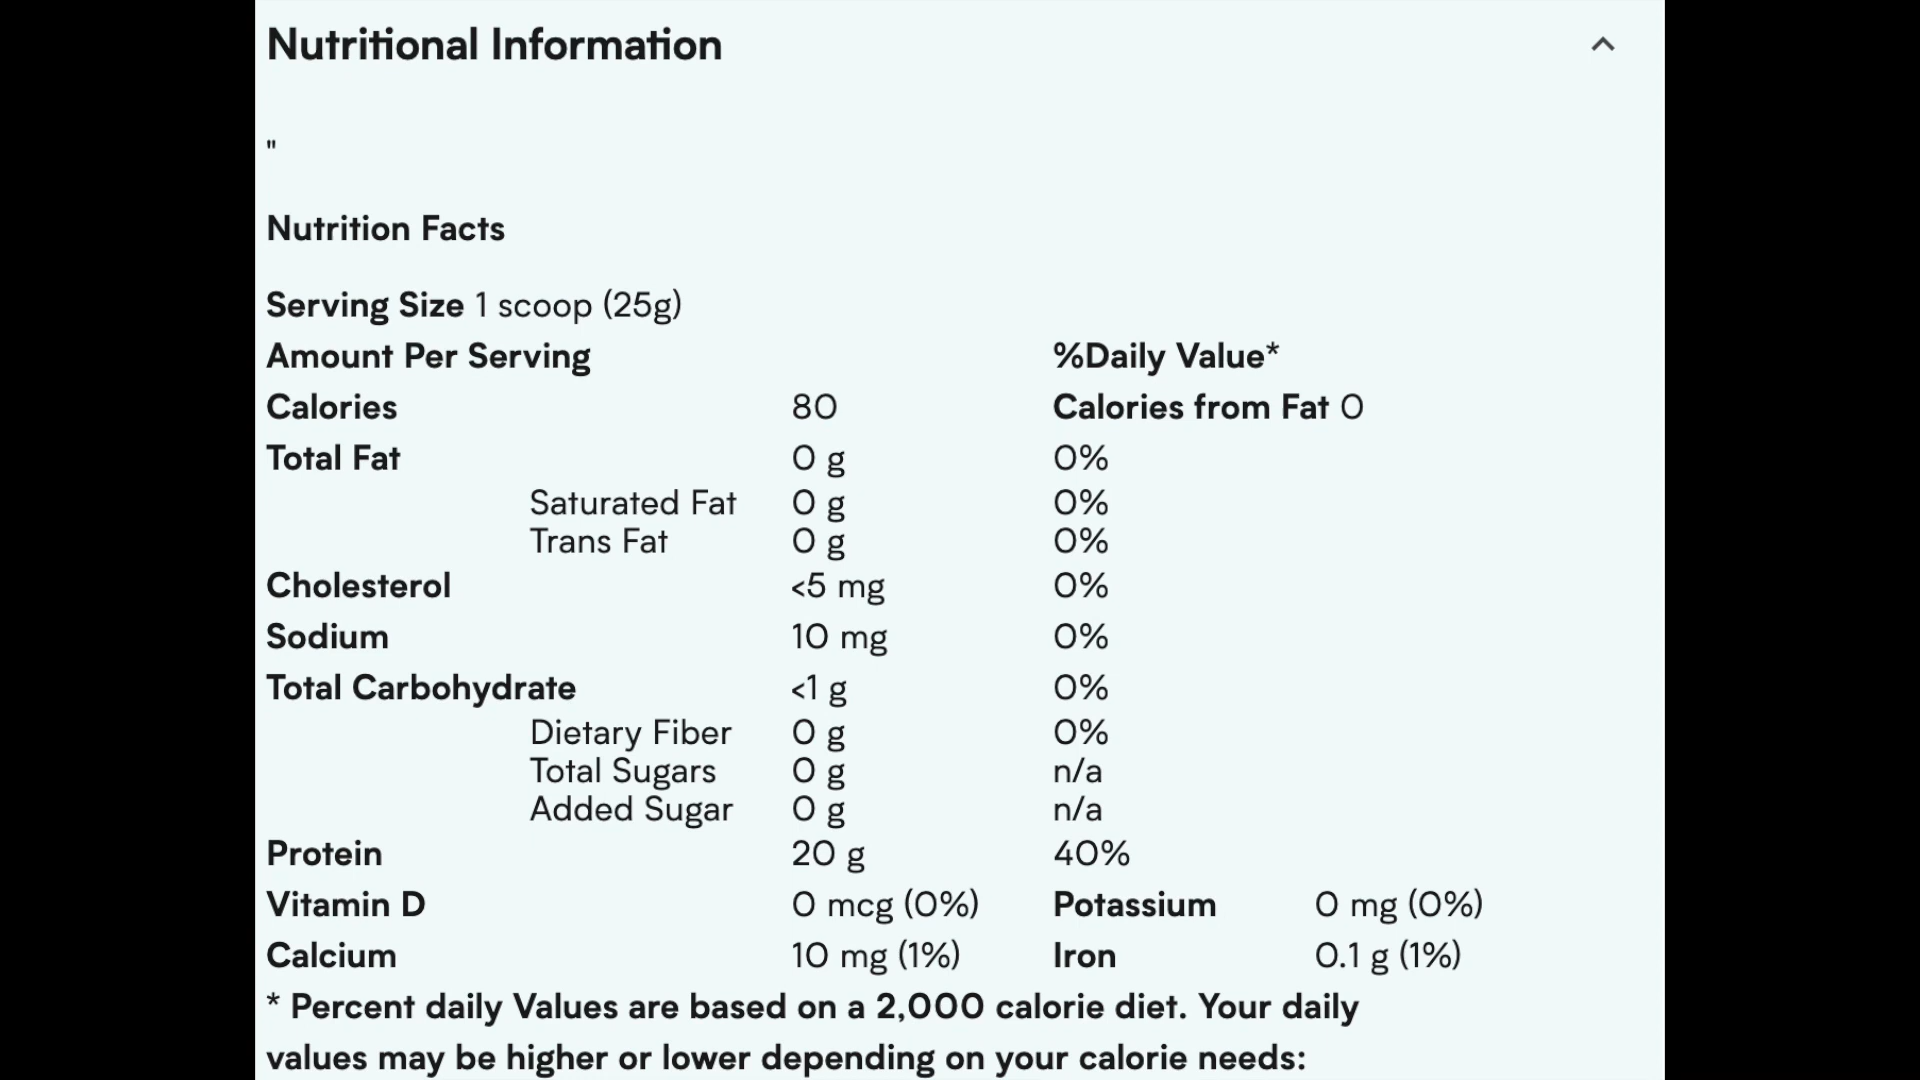 Nutritional Information
"
Nutrition Facts
Serving Size 1 scoop (25g)
Amount Per Serving %Daily Value*
Calories 80 Calories from Fat 0
Total Fat 0 g 0%
Saturated Fat 0 g 0%
Trans Fat 0 g 0%
Cholesterol <5 mg 0%
Sodium 10 mg 0%
Total Carbohydrate <1 g 0%
Dietary Fiber 0 g 0%
Total Sugars 0 g n/a
Added Sugar 0 g n/a
Protein 20 g 40%
Vitamin D 0 mcg (0%) Potassium 0 mg (0%)
Calcium 10 mg (1%) Iron 0.1 g (1%)
* Percent daily Values are based on a 2,000 calorie diet. Your daily
values may be higher or lower depending on your calorie needs: